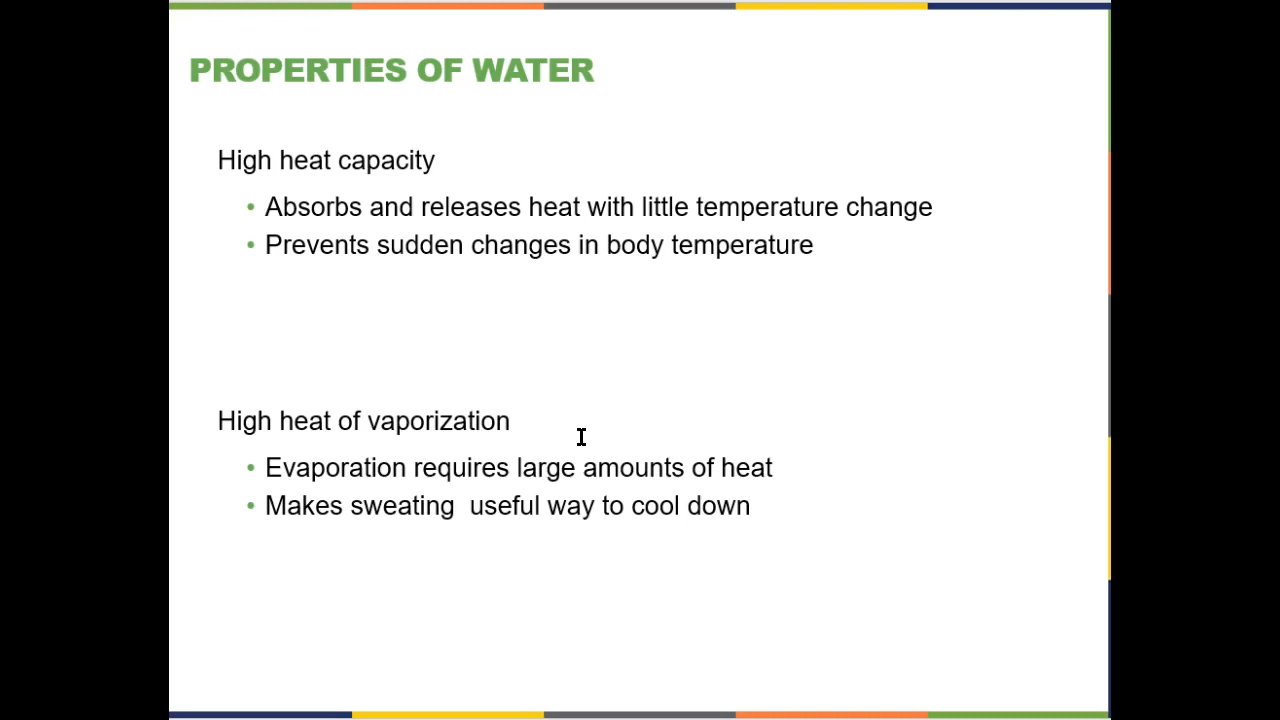 PROPERTIES OF WATER
High heat capacity
• Absorbs and releases heat with little temperature change
• Prevents sudden changes in body temperature
High heat of vaporization
• Evaporation requires large amounts of heat
• Makes sweating  useful way to cool down